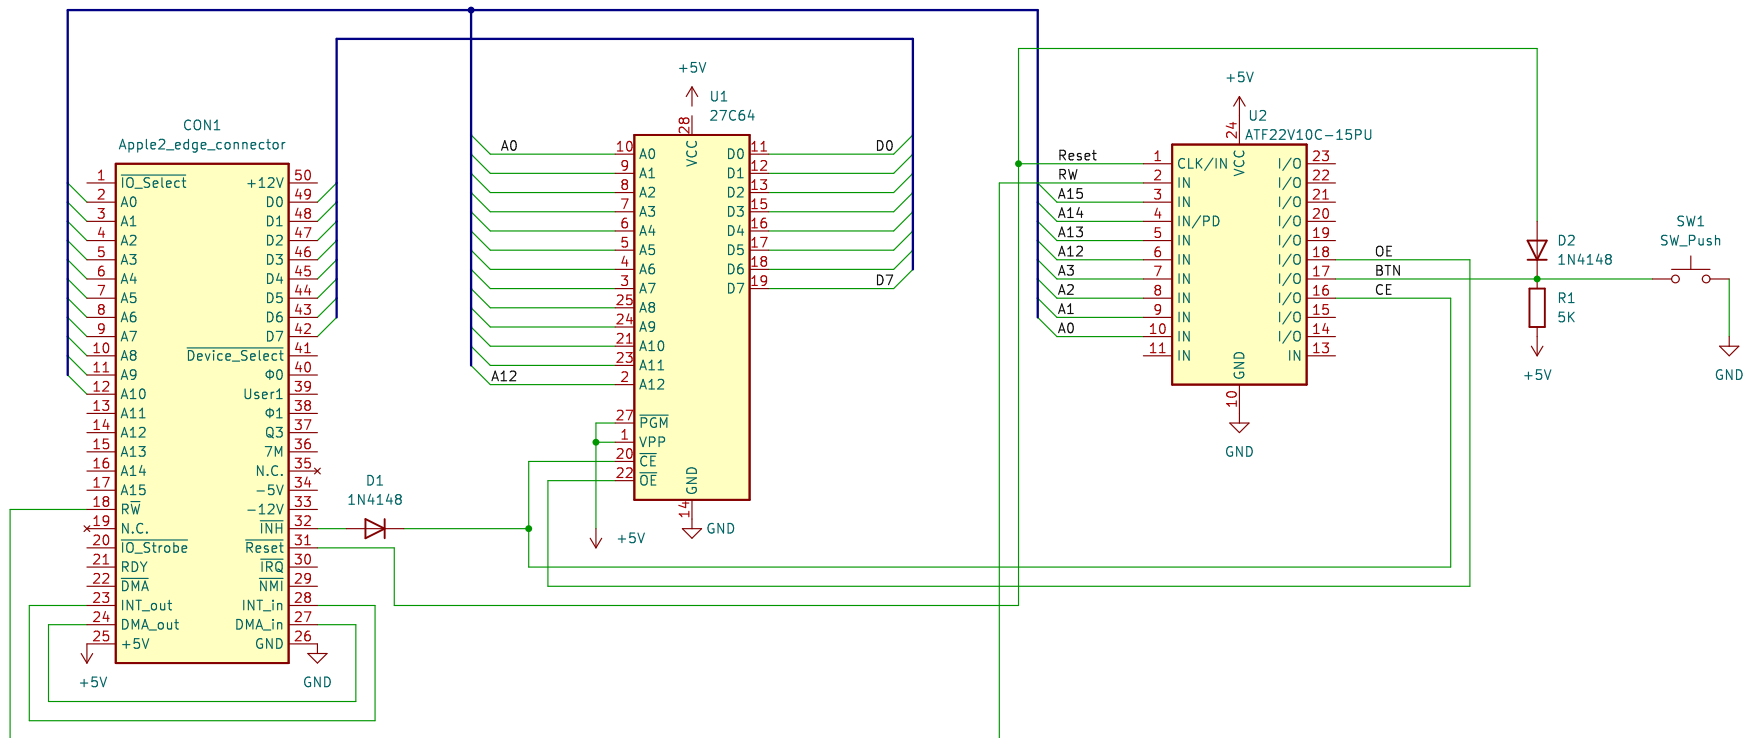 CON1
Apple2_edge_connector
1 IO_Select +12V 50
2 A0 D0 49
3 A1 D1 48
4 A2 D2 47
5 A3 D3 46
6 A4 D4 45
7 A5 D5 44
8 A6 D6 43
9 A7 D7 42
10 A8 Device_Select 41
11 A9 Φ0 40
12 A10 User1 39
13 A11 Φ1 38
14 A12 Q3 37
15 A13 7M 36
16 A14 N.C. 35
17 A15 -5V 34
18 RW -12V 33
19 N.C. INH 32
20 IO_Strobe Reset 31
21 RDY IRQ 30
22 DMA NMI 29
23 INT_out INT_in 28
24 DMA_out DMA_in 27
25 +5V GND 26
+5V
GND
D1
1N4148
+5V
U1
27C64
28
VCC
A0
D0
10 A0 D0 11
9 A1 D1 12
8 A2 D2 13
7 A3 D3 15
6 A4 D4 16
5 A5 D5 17
4 A6 D6 18
D7
3 A7 D7 19
25 A8
24 A9
21 A10
23 A11
A12
2 A12
27 PGM
1 VPP
20 CE
22 OE
GND
14
GND
+5V
+5V
U2
ATF22V10C-15PU
24
VCC
Reset 1 CLK/IN I/O 23
RW 2 IN I/O 22
A15 3 IN I/O 21
A14 4 IN/PD I/O 20
A13 5 IN I/O 19
A12 6 IN I/O 18 OE
A3 7 IN I/O 17 BTN
A2 8 IN I/O 16 CE
A1 9 IN I/O 15
A0 10 IN I/O 14
11 IN IN 13
GND
10
GND
D2
1N4148
R1
5K
+5V
SW1
SW_Push
GND